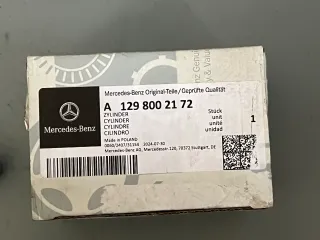 Mercedes-Benz Original-Teile/Geprüfte Qualität
A 129 800 21 72
ZYLINDER
CYLINDER
CYLINDRE
CILINDRO
Stück
unit
unité
unidad
1
Made in POLAND
2024-07-30
Mercedes-Benz AG, Mercedesstr.120, 70372 Stuttgart, DE
Mercedes-Benz